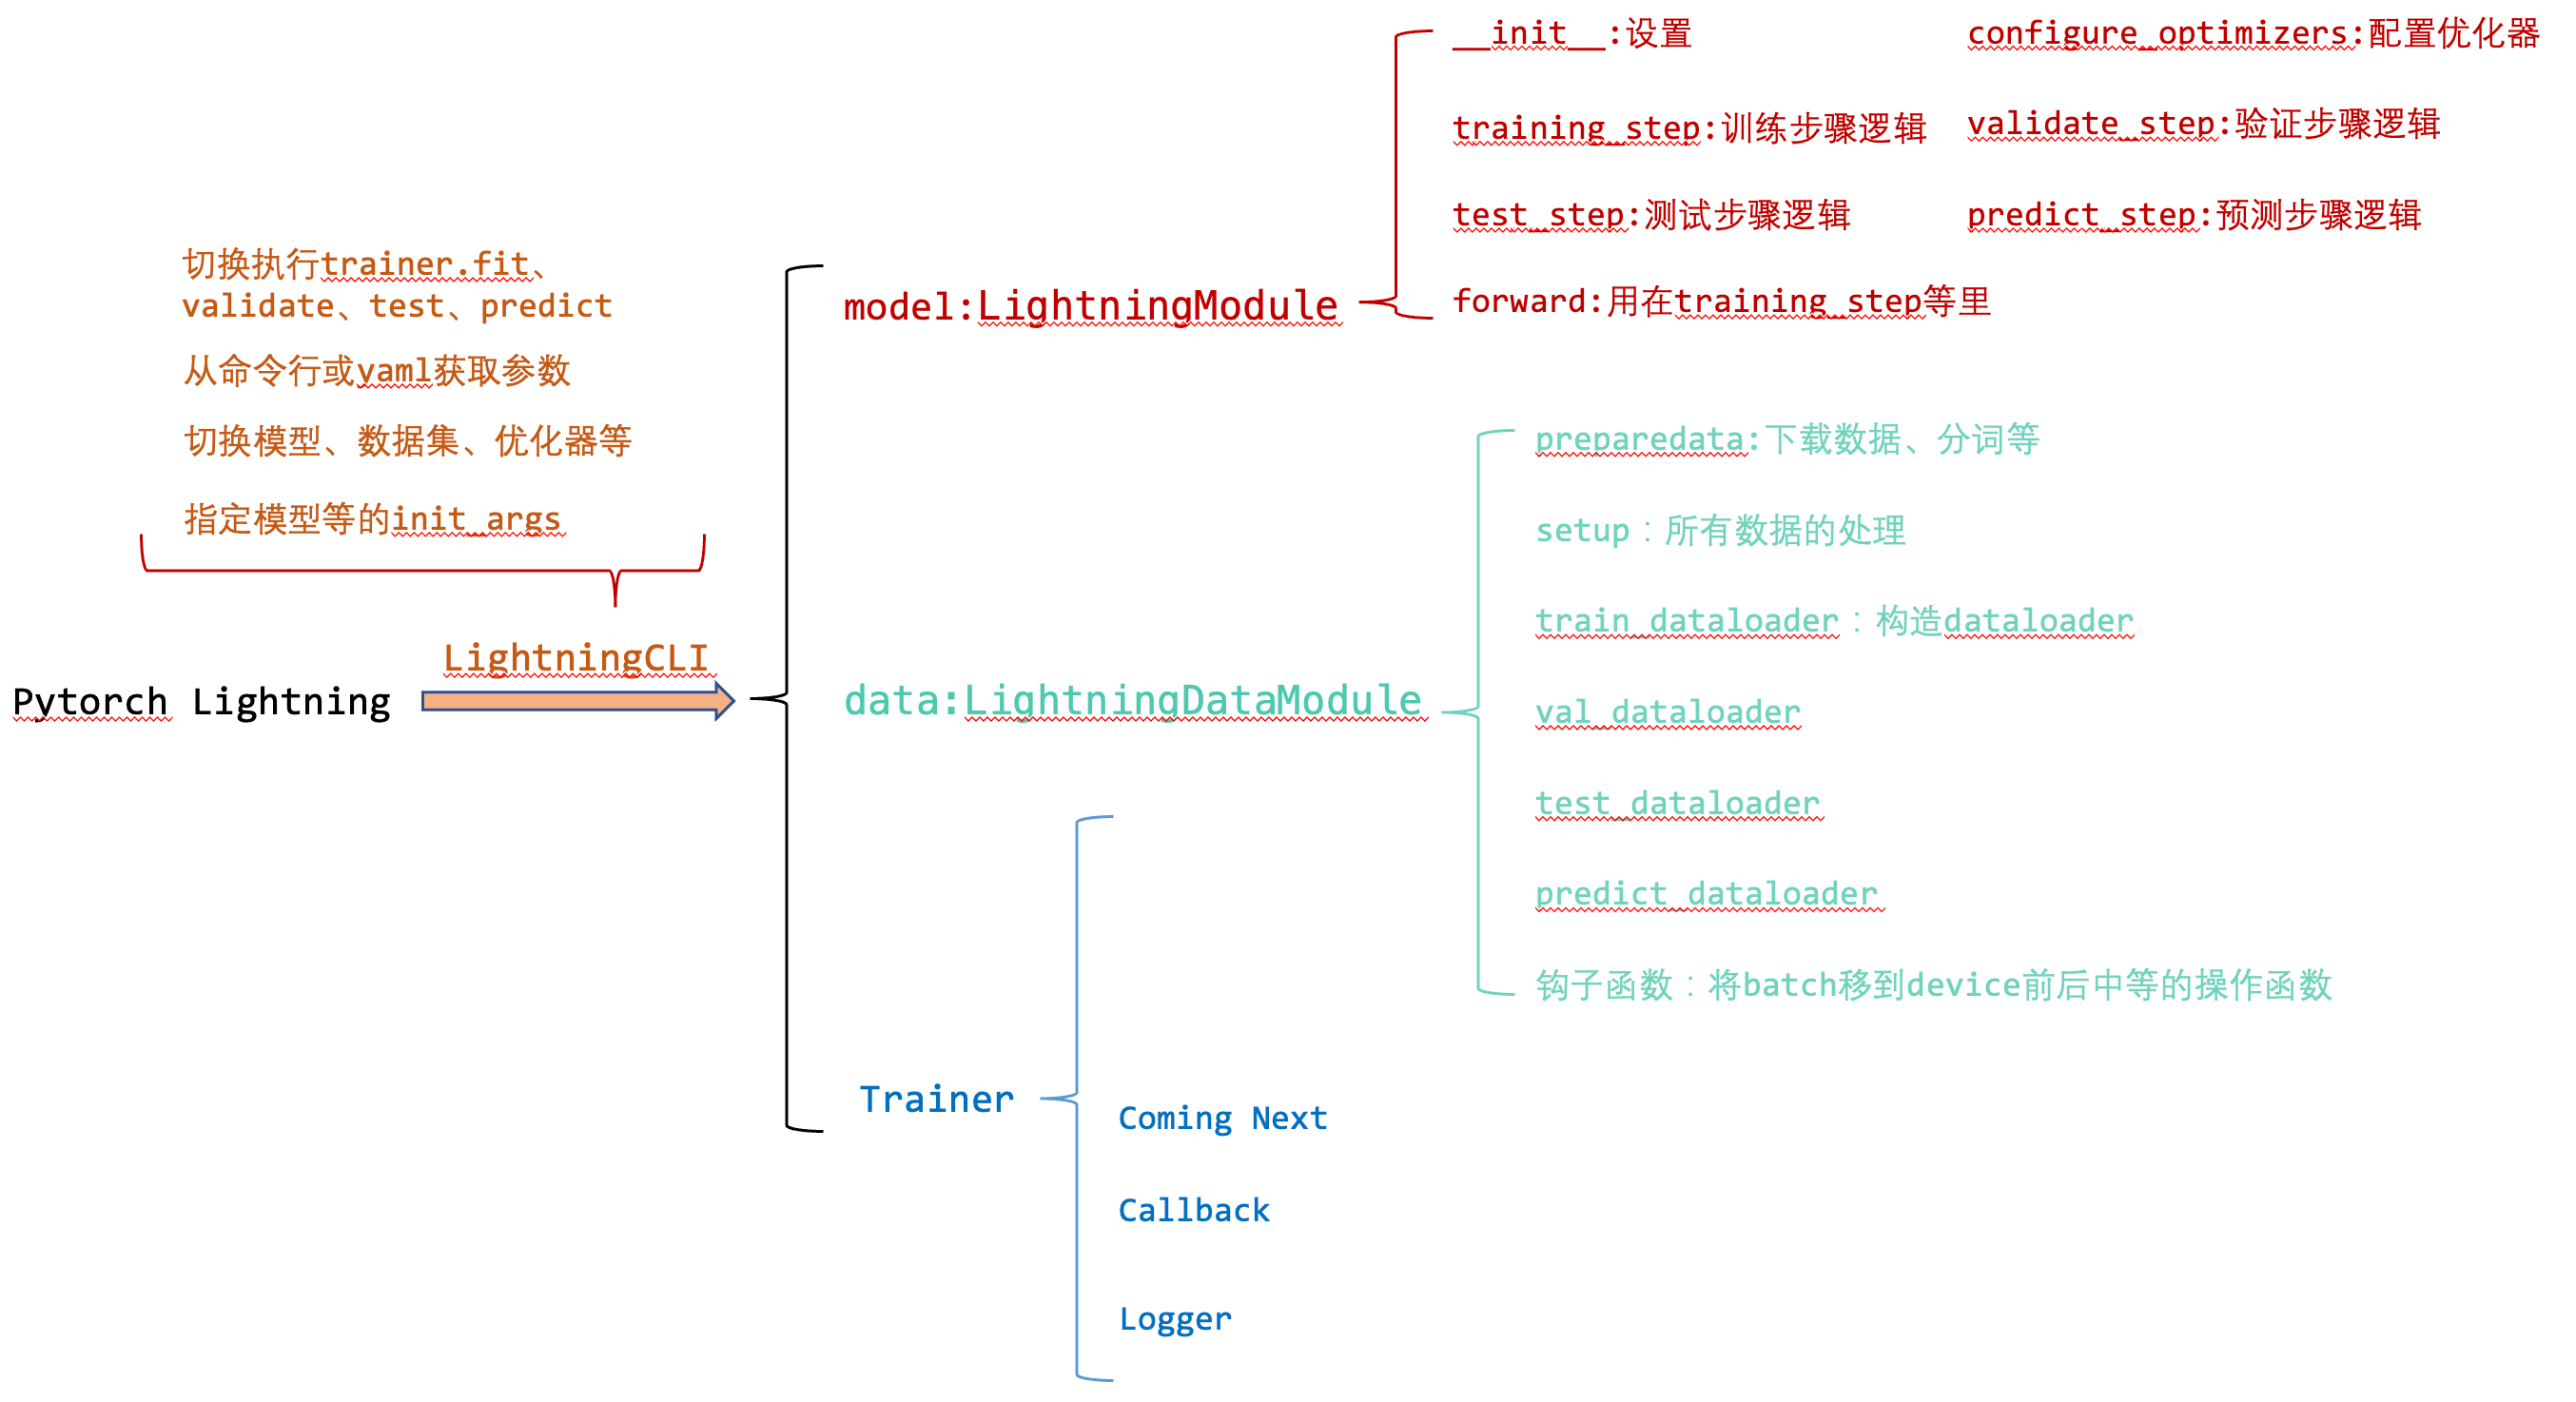 __init__:设置
configure_optimizers:配置优化器
training_step:训练步骤逻辑
validate_step:验证步骤逻辑
test_step:测试步骤逻辑
predict_step:预测步骤逻辑
切换执行trainer.fit、
validate、test、predict
model:LightningModule
forward:用在training_step等里
从命令行或yaml获取参数
切换模型、数据集、优化器等
指定模型等的init_args
preparedata:下载数据、分词等
setup：所有数据的处理
train_dataloader：构造dataloader
LightningCLI
Pytorch Lightning
data:LightningDataModule
val_dataloader
test_dataloader
predict_dataloader
钩子函数：将batch移到device前后中等的操作函数
Trainer
Coming Next
Callback
Logger